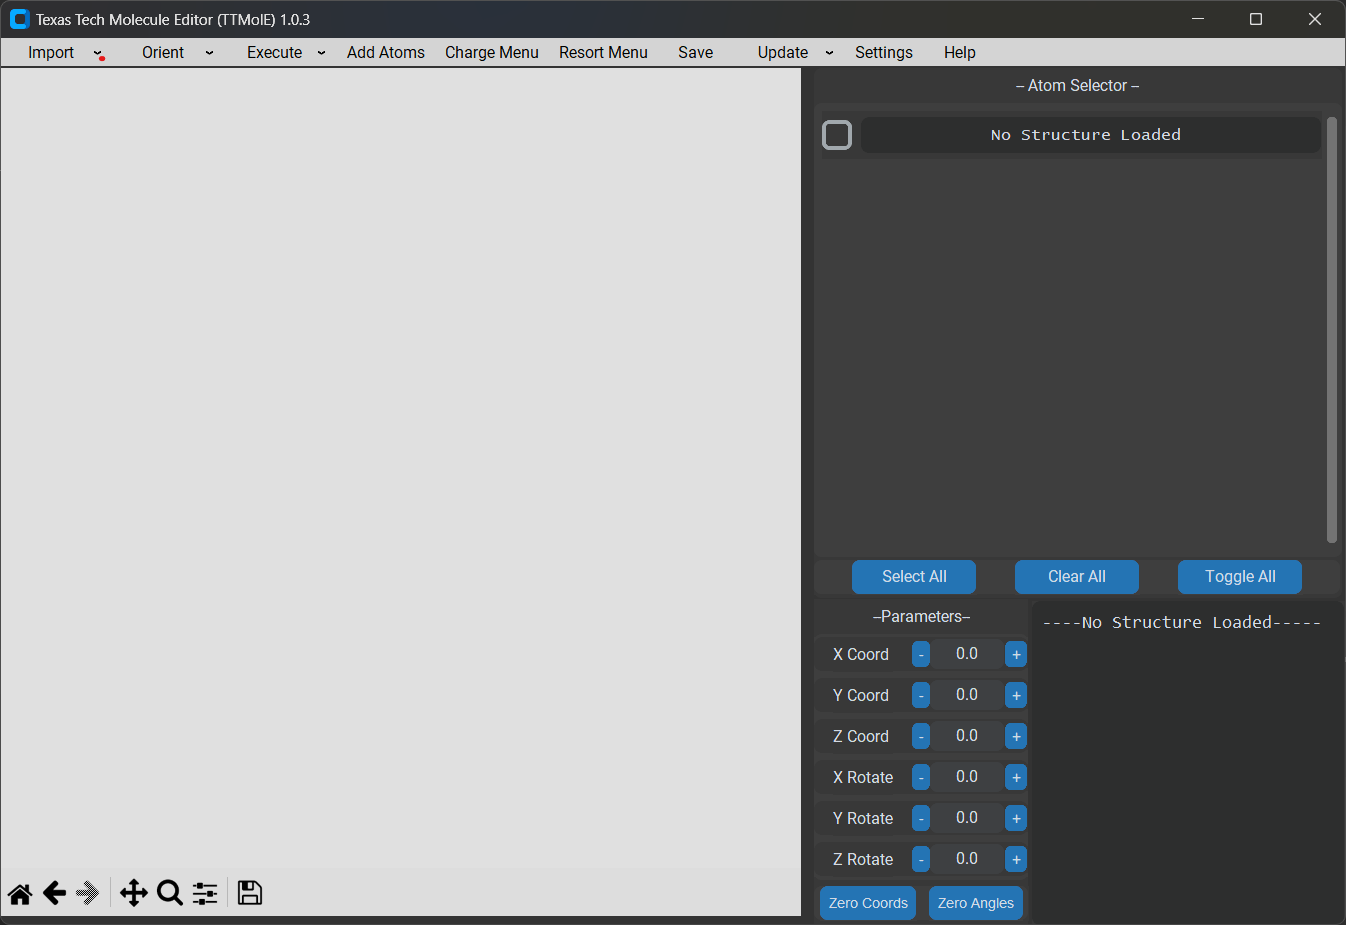 Texas Tech Molecule Editor (TTMolE) 1.0.3
Import Orient Execute Add Atoms Charge Menu Resort Menu Save Update Settings Help
-- Atom Selector --
No Structure Loaded
Select All Clear All Toggle All
--Parameters--
X Coord - 0.0 +
Y Coord - 0.0 +
Z Coord - 0.0 +
X Rotate - 0.0 +
Y Rotate - 0.0 +
Z Rotate - 0.0 +
Zero Coords Zero Angles
----No Structure Loaded-----